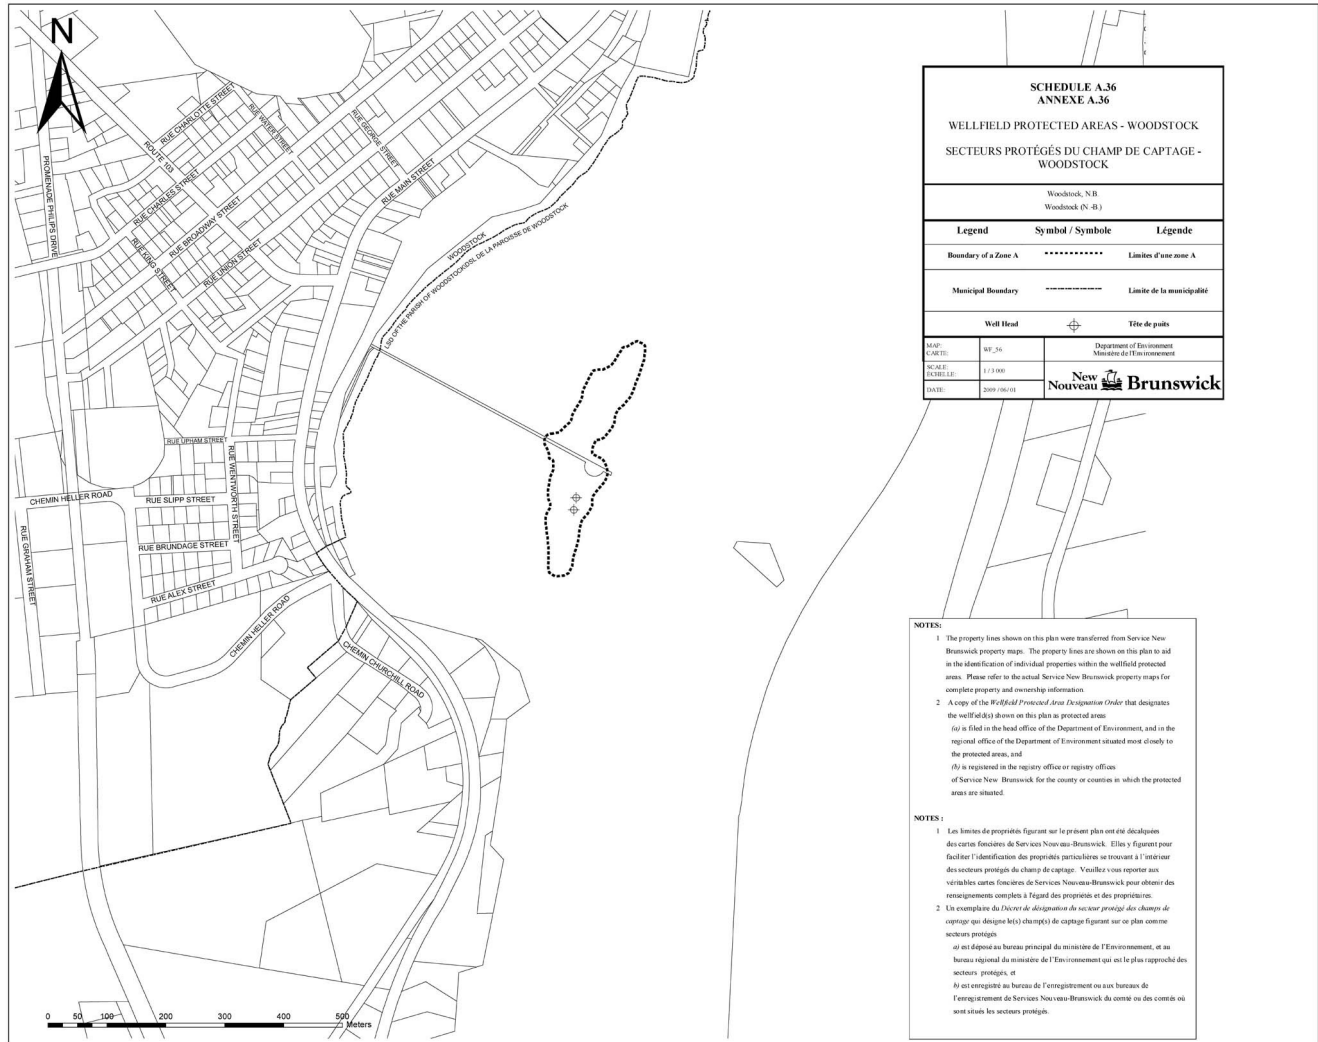 N
RUE CHARLOTTE STREET
RUE WATER STREET
RUE GEORGE STREET
ROUTE 103
PROMENADE PHILIPS DRIVE
RUE CHARLES STREET
RUE MAIN STREET
RUE BROADWAY STREET
RUE KING STREET
RUE UNION STREET
WOODSTOCK
LSD OFTHE PARISH OF WOODSTOCK/DSL DE LA PAROISSE DE WOODSTOCK
RUE UPHAM STREET
RUE WENTWORTH STREET
CHEMIN HELLER ROAD
RUE SLIPP STREET
RUE GRAHAM STREET
RUE BRUNDAGE STREET
RUE ALEX STREET
CHEMIN HELLER ROAD
CHEMIN CHURCHILL ROAD
0 50 100 200 300 400 500
Meters
SCHEDULE A.36
ANNEXE A.36
WELLFIELD PROTECTED AREAS - WOODSTOCK
SECTEURS PROTÉGÉS DU CHAMP DE CAPTAGE -
WOODSTOCK
Woodstock, N.B.
Woodstock (N.-B.)
Legend Symbol / Symbole Légende
Boundary of a Zone A Limites d'une zone A
Municipal Boundary Limite de la municipalité
Well Head Tête de puits
MAP:
CARTE:
WF_56
SCALE:
ÉCHELLE:
1 / 3 000
DATE:
2009 / 06/ 01
Department of Environment
Ministère de l'Environnement
New
Nouveau Brunswick
NOTES:
1 The property lines shown on this plan were transferred from Service New
Brunswick property maps. The property lines are shown on this plan to aid
in the identification of individual properties within the wellfield protected
areas. Please refer to the actual Service New Brunswick property maps for
complete property and ownership information.
2 A copy of the Wellfield Protected Area Designation Order that designates
the wellfield(s) shown on this plan as protected areas
(a) is filed in the head office of the Department of Environment, and in the
regional office of the Department of Environment situated most closely to
the protected areas, and
(b) is registered in the registry office or registry offices
of Service New Brunswick for the county or counties in which the protected
areas are situated.
NOTES :
1 Les limites de propriétés figurant sur le présent plan ont été décalquées
des cartes foncières de Services Nouveau-Brunswick. Elles y figurent pour
faciliter l'identification des propriétés particulières se trouvant à l'intérieur
des secteurs protégés du champ de captage. Veuillez vous reporter aux
véritables cartes foncières de Services Nouveau-Brunswick pour obtenir des
renseignements complets à l'égard des propriétés et des propriétaires.
2 Un exemplaire du Décret de désignation du secteur protégé des champs de
captage qui désigne le(s) champ(s) de captage figurant sur ce plan comme
secteurs protégés
a) est déposé au bureau principal du ministère de l'Environnement, et au
bureau régional du ministère de l'Environnement qui est le plus rapproché des
secteurs protégés, et
b) est enregistré au bureau de l'enregistrement ou aux bureaux de
l'enregistrement de Services Nouveau-Brunswick du comté ou des comtés où
sont situés les secteurs protégés.